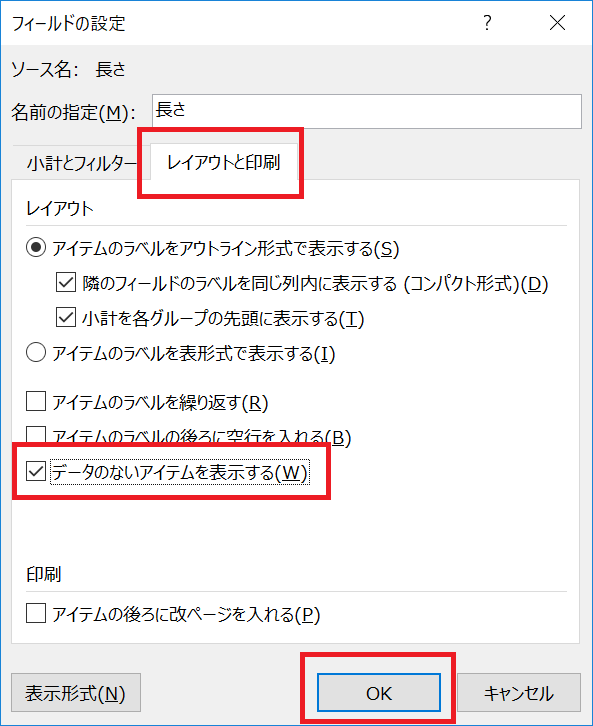 フィールドの設定
ソース名: 長さ
名前の指定(M): 長さ
小計とフィルター レイアウトと印刷
レイアウト
アイテムのラベルをアウトライン形式で表示する(S)
隣のフィールドのラベルを同じ列内に表示する (コンパクト形式)(D)
小計を各グループの先頭に表示する(T)
アイテムのラベルを表形式で表示する(I)
アイテムのラベルを繰り返す(R)
アイテムのラベルの後ろに空行を入れる(B)
データのないアイテムを表示する(W)
印刷
アイテムの後ろに改ページを入れる(P)
表示形式(N) OK キャンセル